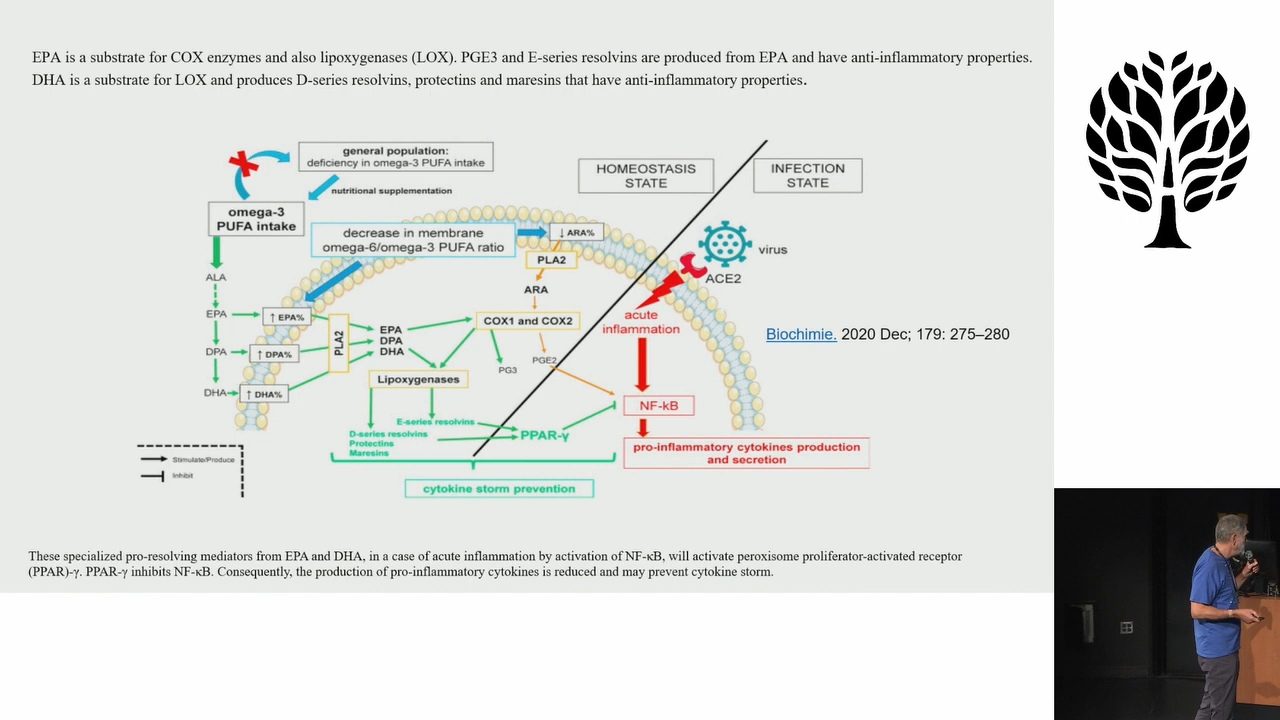 EPA is a substrate for COX enzymes and also lipoxygenases (LOX). PGE3 and E-series resolvins are produced from EPA and have anti-inflammatory properties.
DHA is a substrate for LOX and produces D-series resolvins, protectins and maresins that have anti-inflammatory properties.
general population:
deficiency in omega-3 PUFA intake
nutritional supplementation
HOMEOSTASIS
STATE
INFECTION
STATE
omega-3
PUFA intake
decrease in membrane
omega-6/omega-3 PUFA ratio
↓ ARA%
virus
PLA2
ACE2
ALA
ARA
EPA
↑ EPA%
PLA2
EPA
DPA
DHA
COX1 and COX2
acute
inflammation
Biochimie. 2020 Dec; 179: 275–280
DPA
↑ DPA%
PG3
PGE2
Lipoxygenases
DHA
↑ DHA%
NF-kB
E-series resolvins
D-series resolvins
Protectins
Maresins
PPAR-γ
pro-inflammatory cytokines production
and secretion
Stimulate/Produce
Inhibit
cytokine storm prevention
These specialized pro-resolving mediators from EPA and DHA, in a case of acute inflammation by activation of NF-κB, will activate peroxisome proliferator-activated receptor
(PPAR)-γ. PPAR-γ inhibits NF-κB. Consequently, the production of pro-inflammatory cytokines is reduced and may prevent cytokine storm.